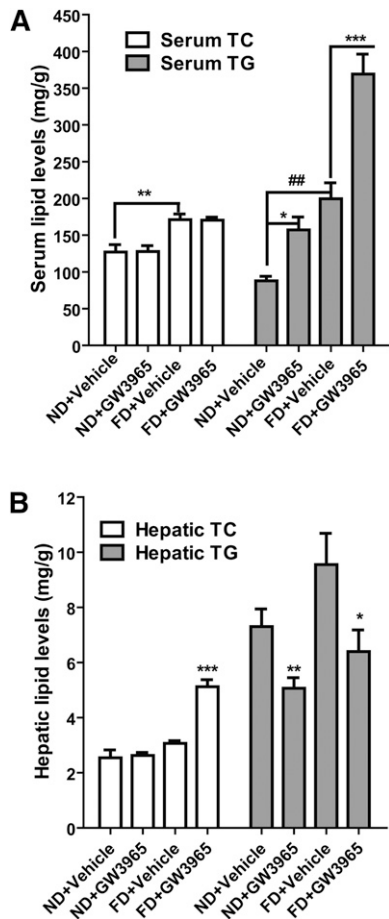 A
Serum lipid levels (mg/g)
450
400
350
300
250
200
150
100
50
0
Serum TC
Serum TG
**
##
*
***
ND+Vehicle
ND+GW3965
FD+Vehicle
FD+GW3965
ND+Vehicle
ND+GW3965
FD+Vehicle
FD+GW3965
B
Hepatic lipid levels (mg/g)
12
10
8
6
4
2
0
Hepatic TC
Hepatic TG
***
**
*
ND+Vehicle
ND+GW3965
FD+Vehicle
FD+GW3965
ND+Vehicle
ND+GW3965
FD+Vehicle
FD+GW3965